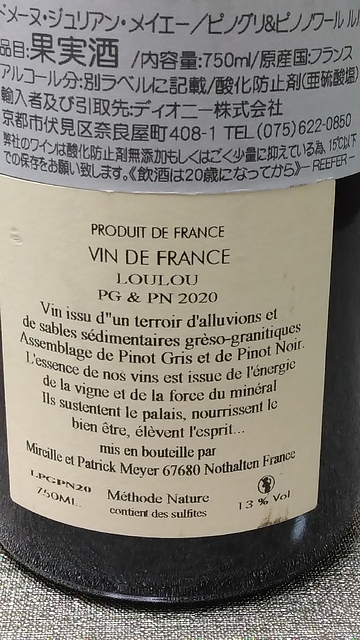 ドメーヌ・ジュリアン・メイエー/ピノグリ&ピノノワール ル
品目:果実酒 /内容量:750ml/原産国:フランス
アルコール分:別ラベルに記載/酸化防止剤(亜硫酸塩)
輸入者及び引取先:ディオニー株式会社
京都市伏見区奈良屋町408-1 TEL(075)622-0850
弊社のワインは酸化防止剤無添加もしくはごく少量に抑えている為、15℃以下
での保存をお願い致します。《飲酒は20歳になってから》— REEFER —
PRODUIT DE FRANCE
VIN DE FRANCE
LOULOU
PG & PN 2020
Vin issu d"un terroir d'alluvions et
de sables sédimentaires grèso-granitiques
Assemblage de Pinot Gris et de Pinot Noir.
L'essence de nos vins est issue de l'énergie
de la vigne et de la force du minéral
Ils sustentent le palais, nourrissent le
bien être, élèvent l'esprit...
mis en bouteille par
Mireille et Patrick Meyer 67680 Nothalten France
LPGPN20
750ML
Méthode Nature
contient des sulfites
13 % Vol